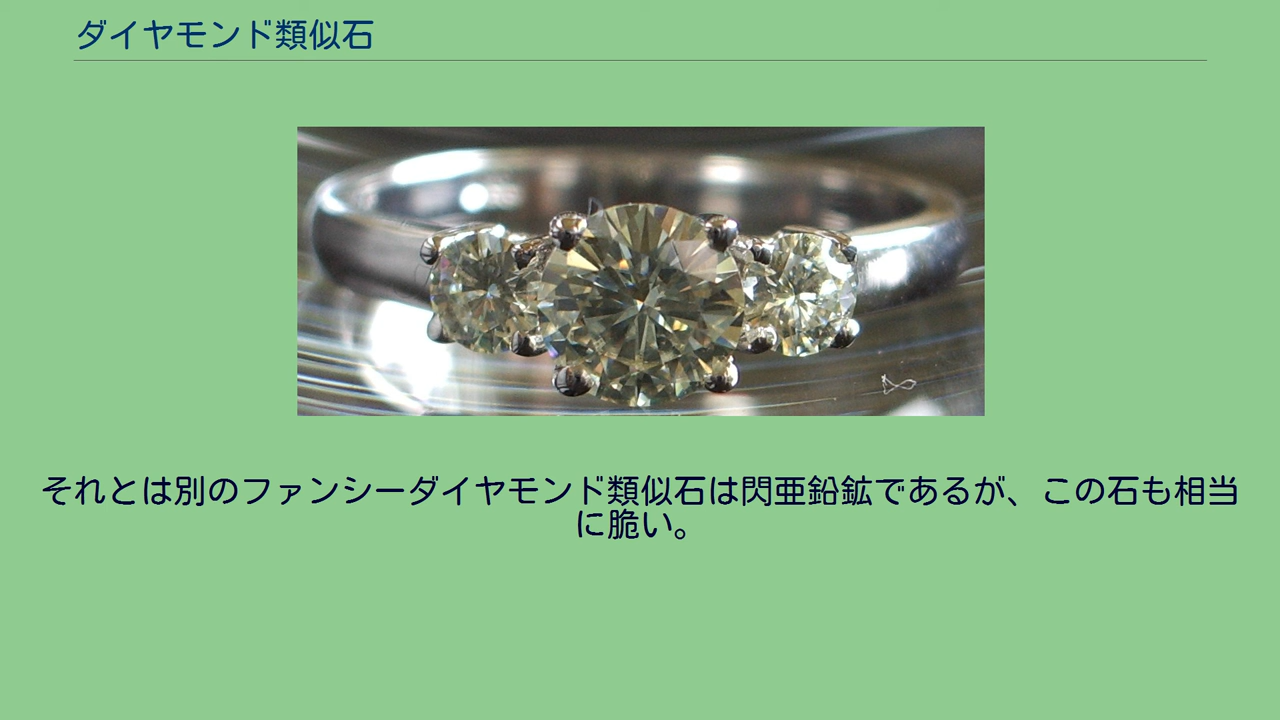 ダイヤモンド類似石
それとは別のファンシーダイヤモンド類似石は閃亜鉛鉱であるが、この石も相当
に脆い。